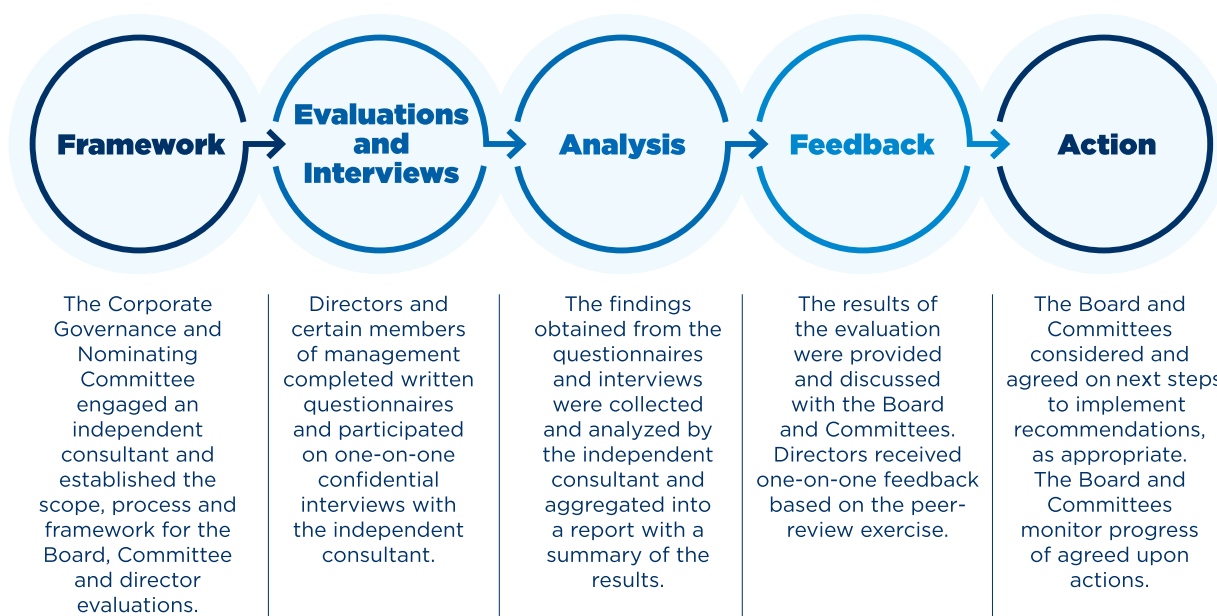 Framework
Evaluations
and
Interviews
Analysis
Feedback
Action
The Corporate
Governance and
Nominating
Committee
engaged an
independent
consultant and
established the
scope, process and
framework for the
Board, Committee
and director
evaluations.
Directors and
certain members
of management
completed written
questionnaires
and participated
on one-on-one
confidential
interviews with
the independent
consultant.
The findings
obtained from the
questionnaires
and interviews
were collected
and analyzed by
the independent
consultant and
aggregated into
a report with a
summary of the
results.
The results of
the evaluation
were provided
and discussed
with the Board
and Committees.
Directors received
one-on-one feedback
based on the peer-
review exercise.
The Board and
Committees
considered and
agreed on next steps
to implement
recommendations,
as appropriate.
The Board and
Committees
monitor progress
of agreed upon
actions.